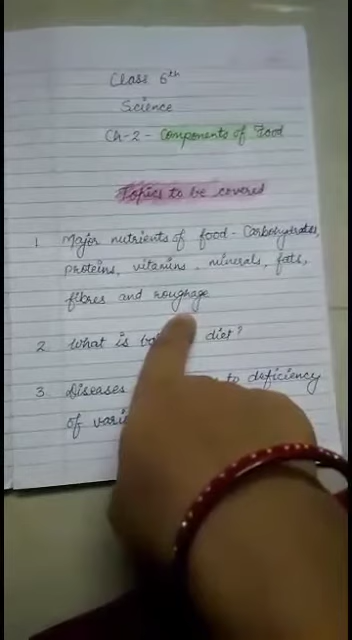 Class 6th
Science
Ch-2 - Components of Food
Topics to be covered
1. Major nutrients of food - Carbohydrates,
proteins, vitamins, minerals, fats,
fibres and roughage
2. What is diet?
3. Diseases to deficiency
of